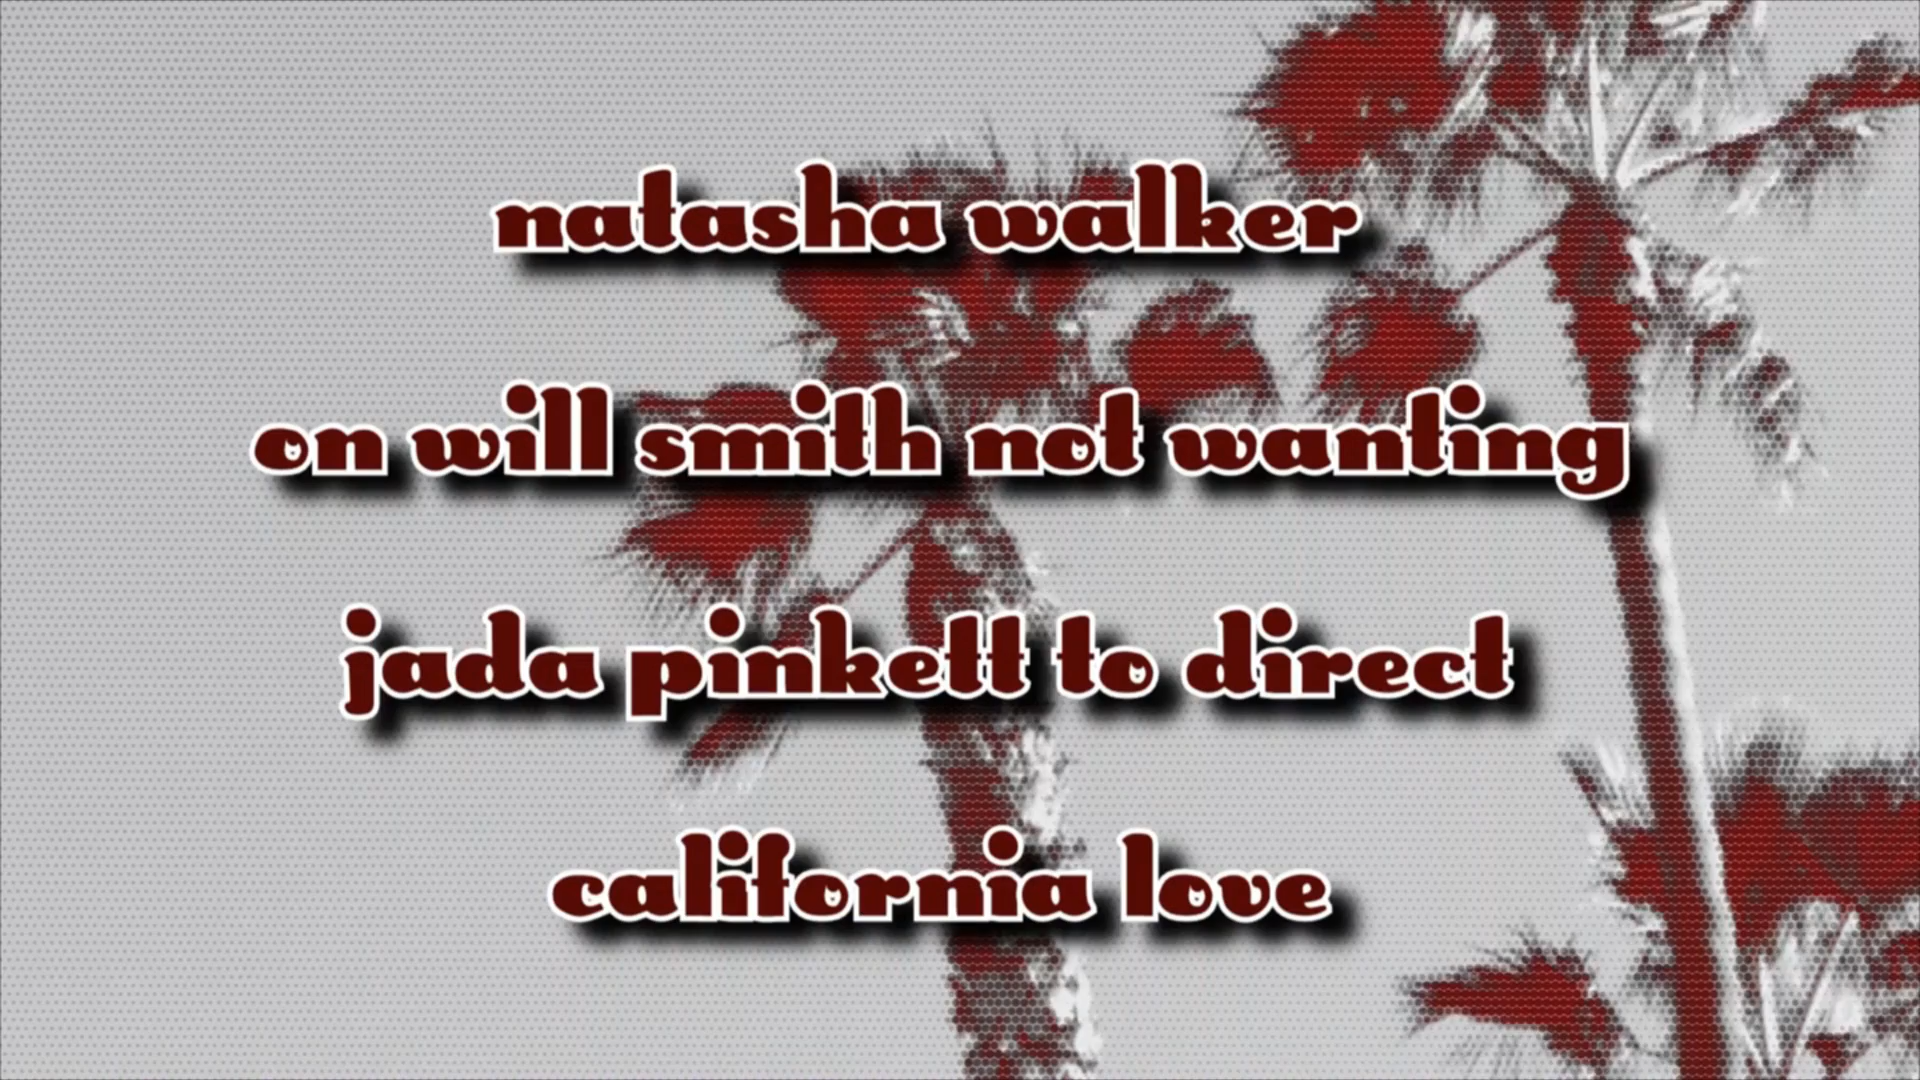 natasha walker
on will smith not wanting
jada pinkett to direct
california love